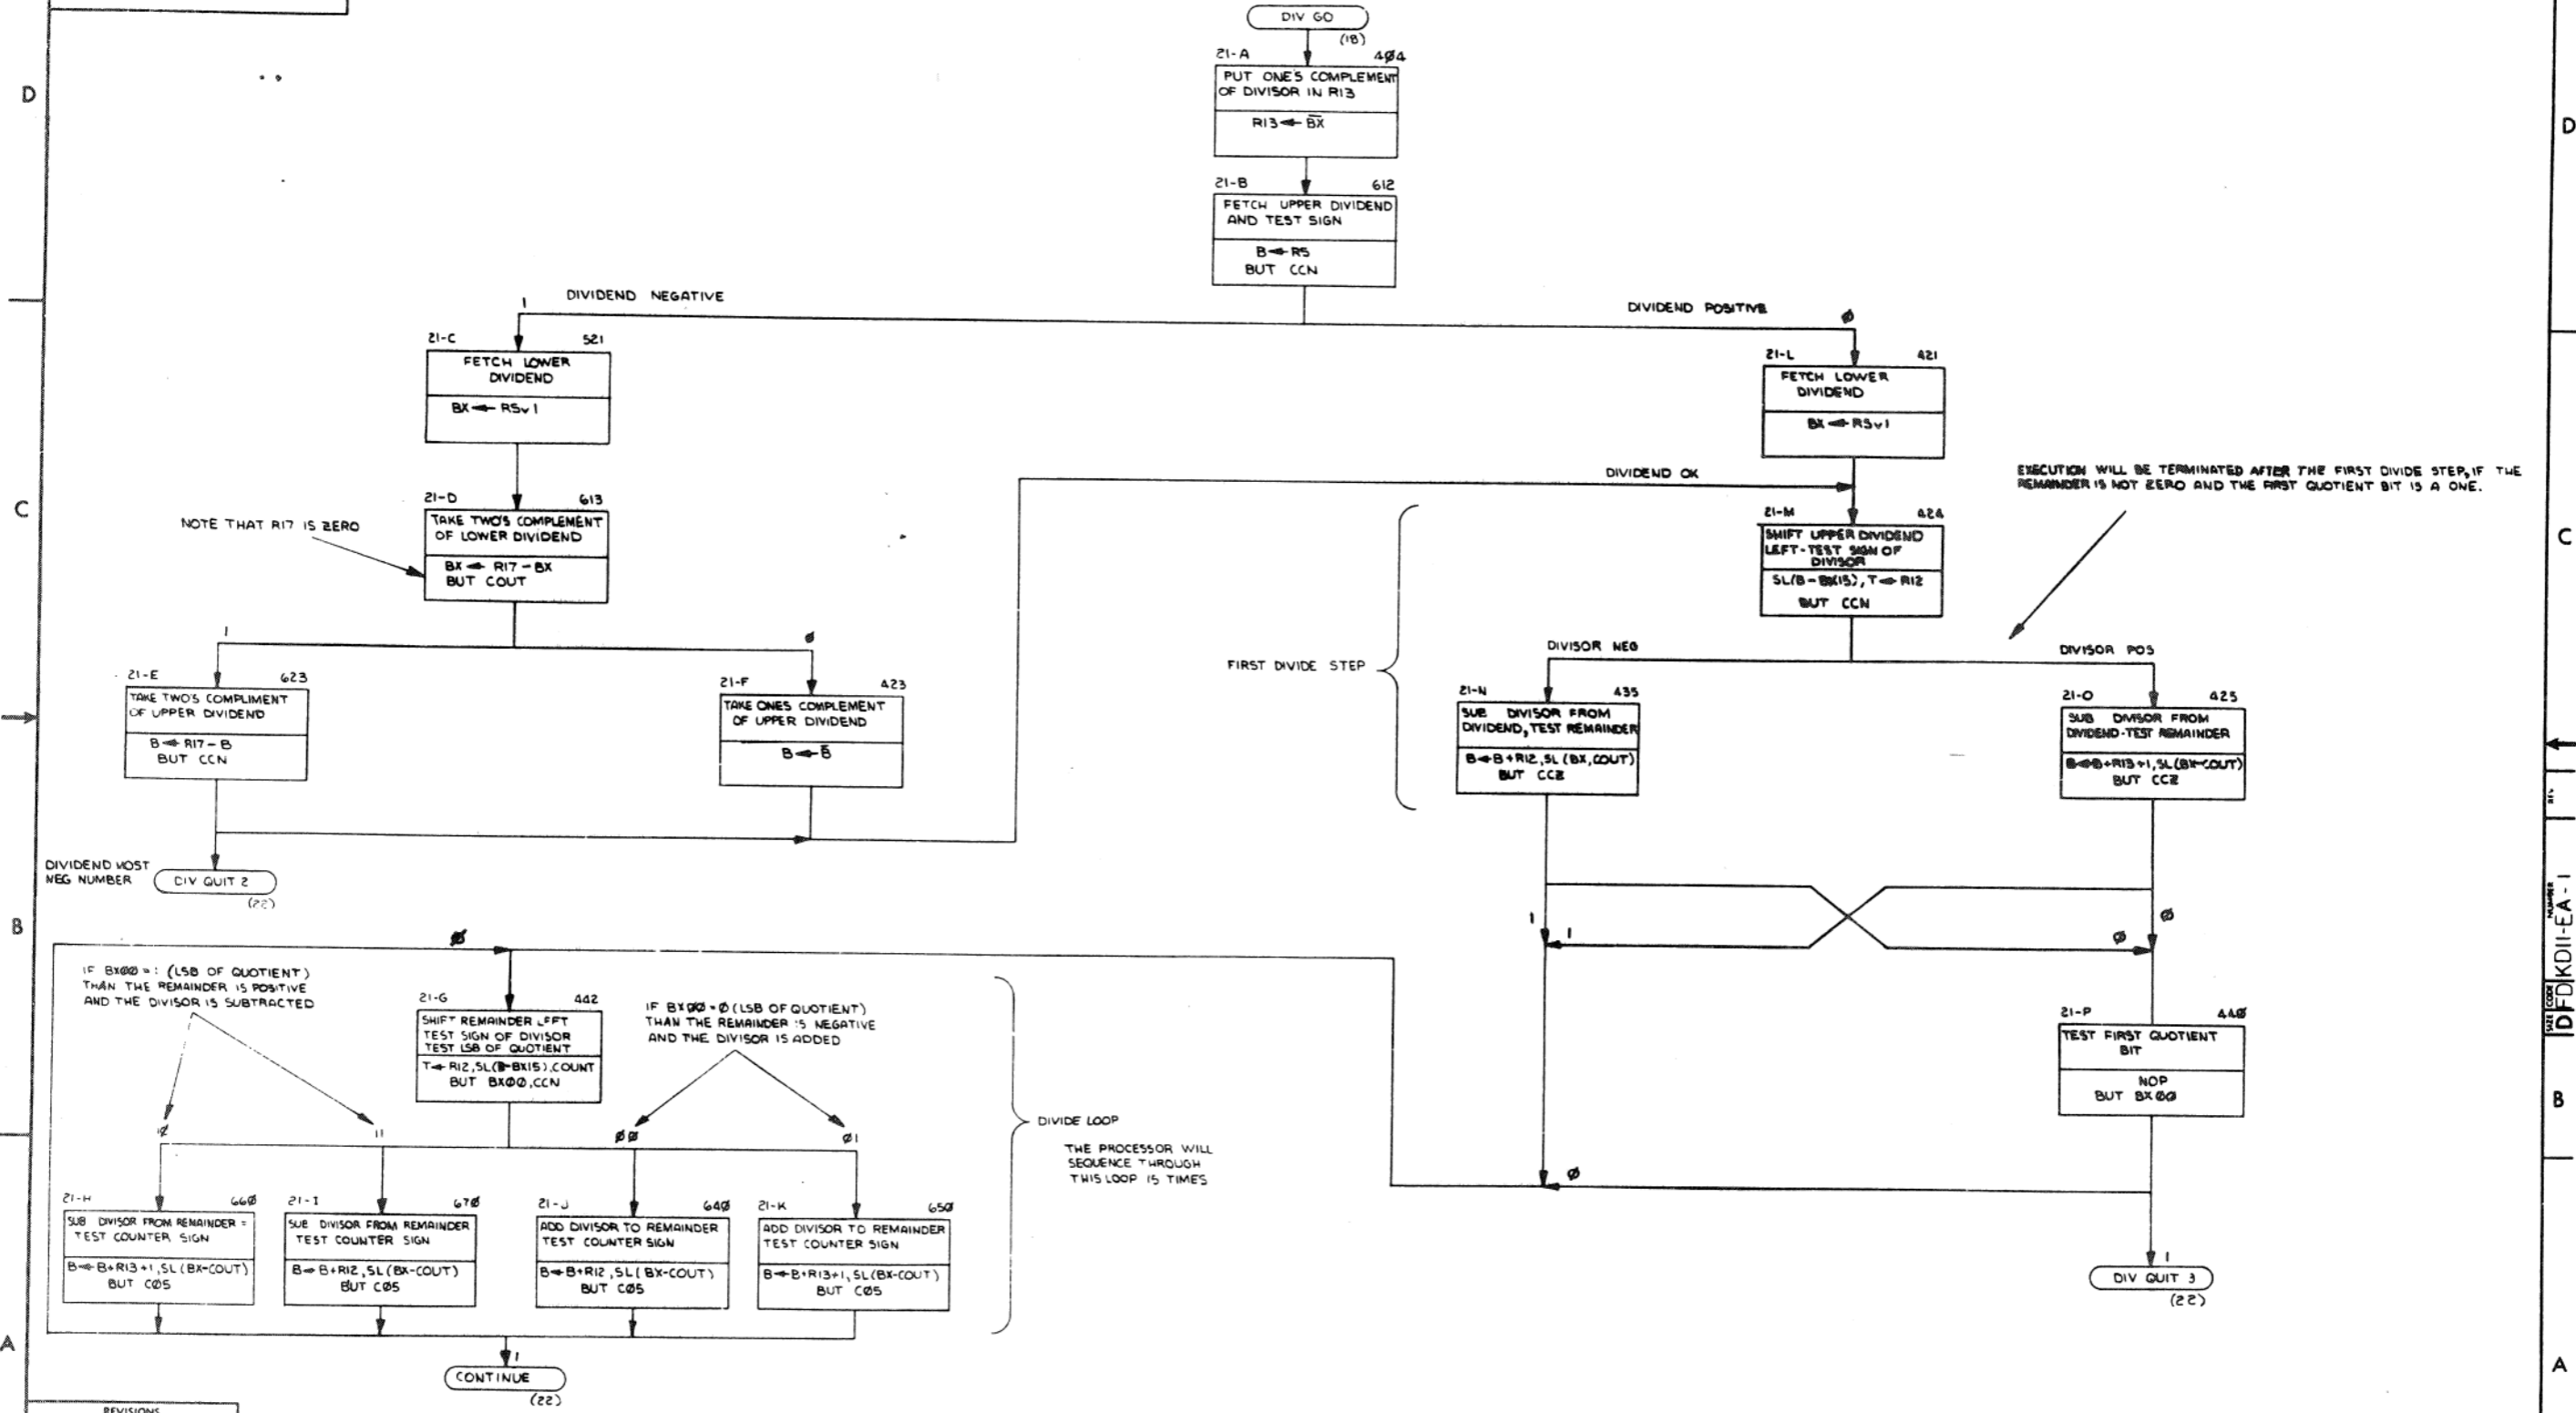 DIV GO
(18)
21-A 4Ø4
PUT ONE'S COMPLEMENT
OF DIVISOR IN R13
R13←B̅X̅
D
D
21-B 612
FETCH UPPER DIVIDEND
AND TEST SIGN
B←R5
BUT CCN
1
DIVIDEND NEGATIVE
DIVIDEND POSITIVE
Ø
21-C 521
FETCH LOWER
DIVIDEND
BX←R5v1
21-L 421
FETCH LOWER
DIVIDEND
BX←R5v1
DIVIDEND OK
EXECUTION WILL BE TERMINATED AFTER THE FIRST DIVIDE STEP, IF THE
REMAINDER IS NOT ZERO AND THE FIRST QUOTIENT BIT IS A ONE.
C
C
NOTE THAT R17 IS ZERO
21-D 613
TAKE TWO'S COMPLEMENT
OF LOWER DIVIDEND
BX← R17-BX
BUT COUT
21-M 424
SHIFT UPPER DIVIDEND
LEFT-TEST SIGN OF
DIVISOR
SL(B-BX15), T←R12
BUT CCN
1
Ø
FIRST DIVIDE STEP
DIVISOR NEG
DIVISOR POS
21-E 623
TAKE TWO'S COMPLIMENT
OF UPPER DIVIDEND
B←R17-B
BUT CCN
21-F 423
TAKE ONES COMPLEMENT
OF UPPER DIVIDEND
B←B̅
21-N 435
SUB DIVISOR FROM
DIVIDEND, TEST REMAINDER
B←B+R12, SL (BX, COUT)
BUT CCZ
21-O 425
SUB DIVISOR FROM
DIVIDEND-TEST REMAINDER
B←B+R13+1, SL(BX-COUT)
BUT CCZ
REV
DIVIDEND MOST
NEG NUMBER
DIV QUIT 2
(22)
1
1
Ø
Ø
B
B
NUMBER
KD11-EA-1
SIZE CODE
D FD
Ø
IF BXØØ = 1 (LSB OF QUOTIENT)
THAN THE REMAINDER IS POSITIVE
AND THE DIVISOR IS SUBTRACTED
21-G 442
SHIFT REMAINDER LEFT
TEST SIGN OF DIVISOR
TEST LSB OF QUOTIENT
T←R12, SL(B-BX15), COUNT
BUT BXØØ, CCN
IF BXØØ = Ø (LSB OF QUOTIENT)
THAN THE REMAINDER IS NEGATIVE
AND THE DIVISOR IS ADDED
21-P 44Ø
TEST FIRST QUOTIENT
BIT
NOP
BUT BXØØ
DIVIDE LOOP
THE PROCESSOR WILL
SEQUENCE THROUGH
THIS LOOP 15 TIMES
1Ø
11
ØØ
Ø1
Ø
21-H 66Ø
SUB DIVISOR FROM REMAINDER
TEST COUNTER SIGN
B←B+R13+1, SL (BX-COUT)
BUT CØ5
21-I 67Ø
SUB DIVISOR FROM REMAINDER
TEST COUNTER SIGN
B←B+R12, SL(BX-COUT)
BUT CØ5
21-J 64Ø
ADD DIVISOR TO REMAINDER
TEST COUNTER SIGN
B←B+R12, SL(BX-COUT)
BUT CØ5
21-K 65Ø
ADD DIVISOR TO REMAINDER
TEST COUNTER SIGN
B←B+R13+1, SL(BX-COUT)
BUT CØ5
1
DIV QUIT 3
(22)
A
A
1
CONTINUE
(22)
REVISIONS